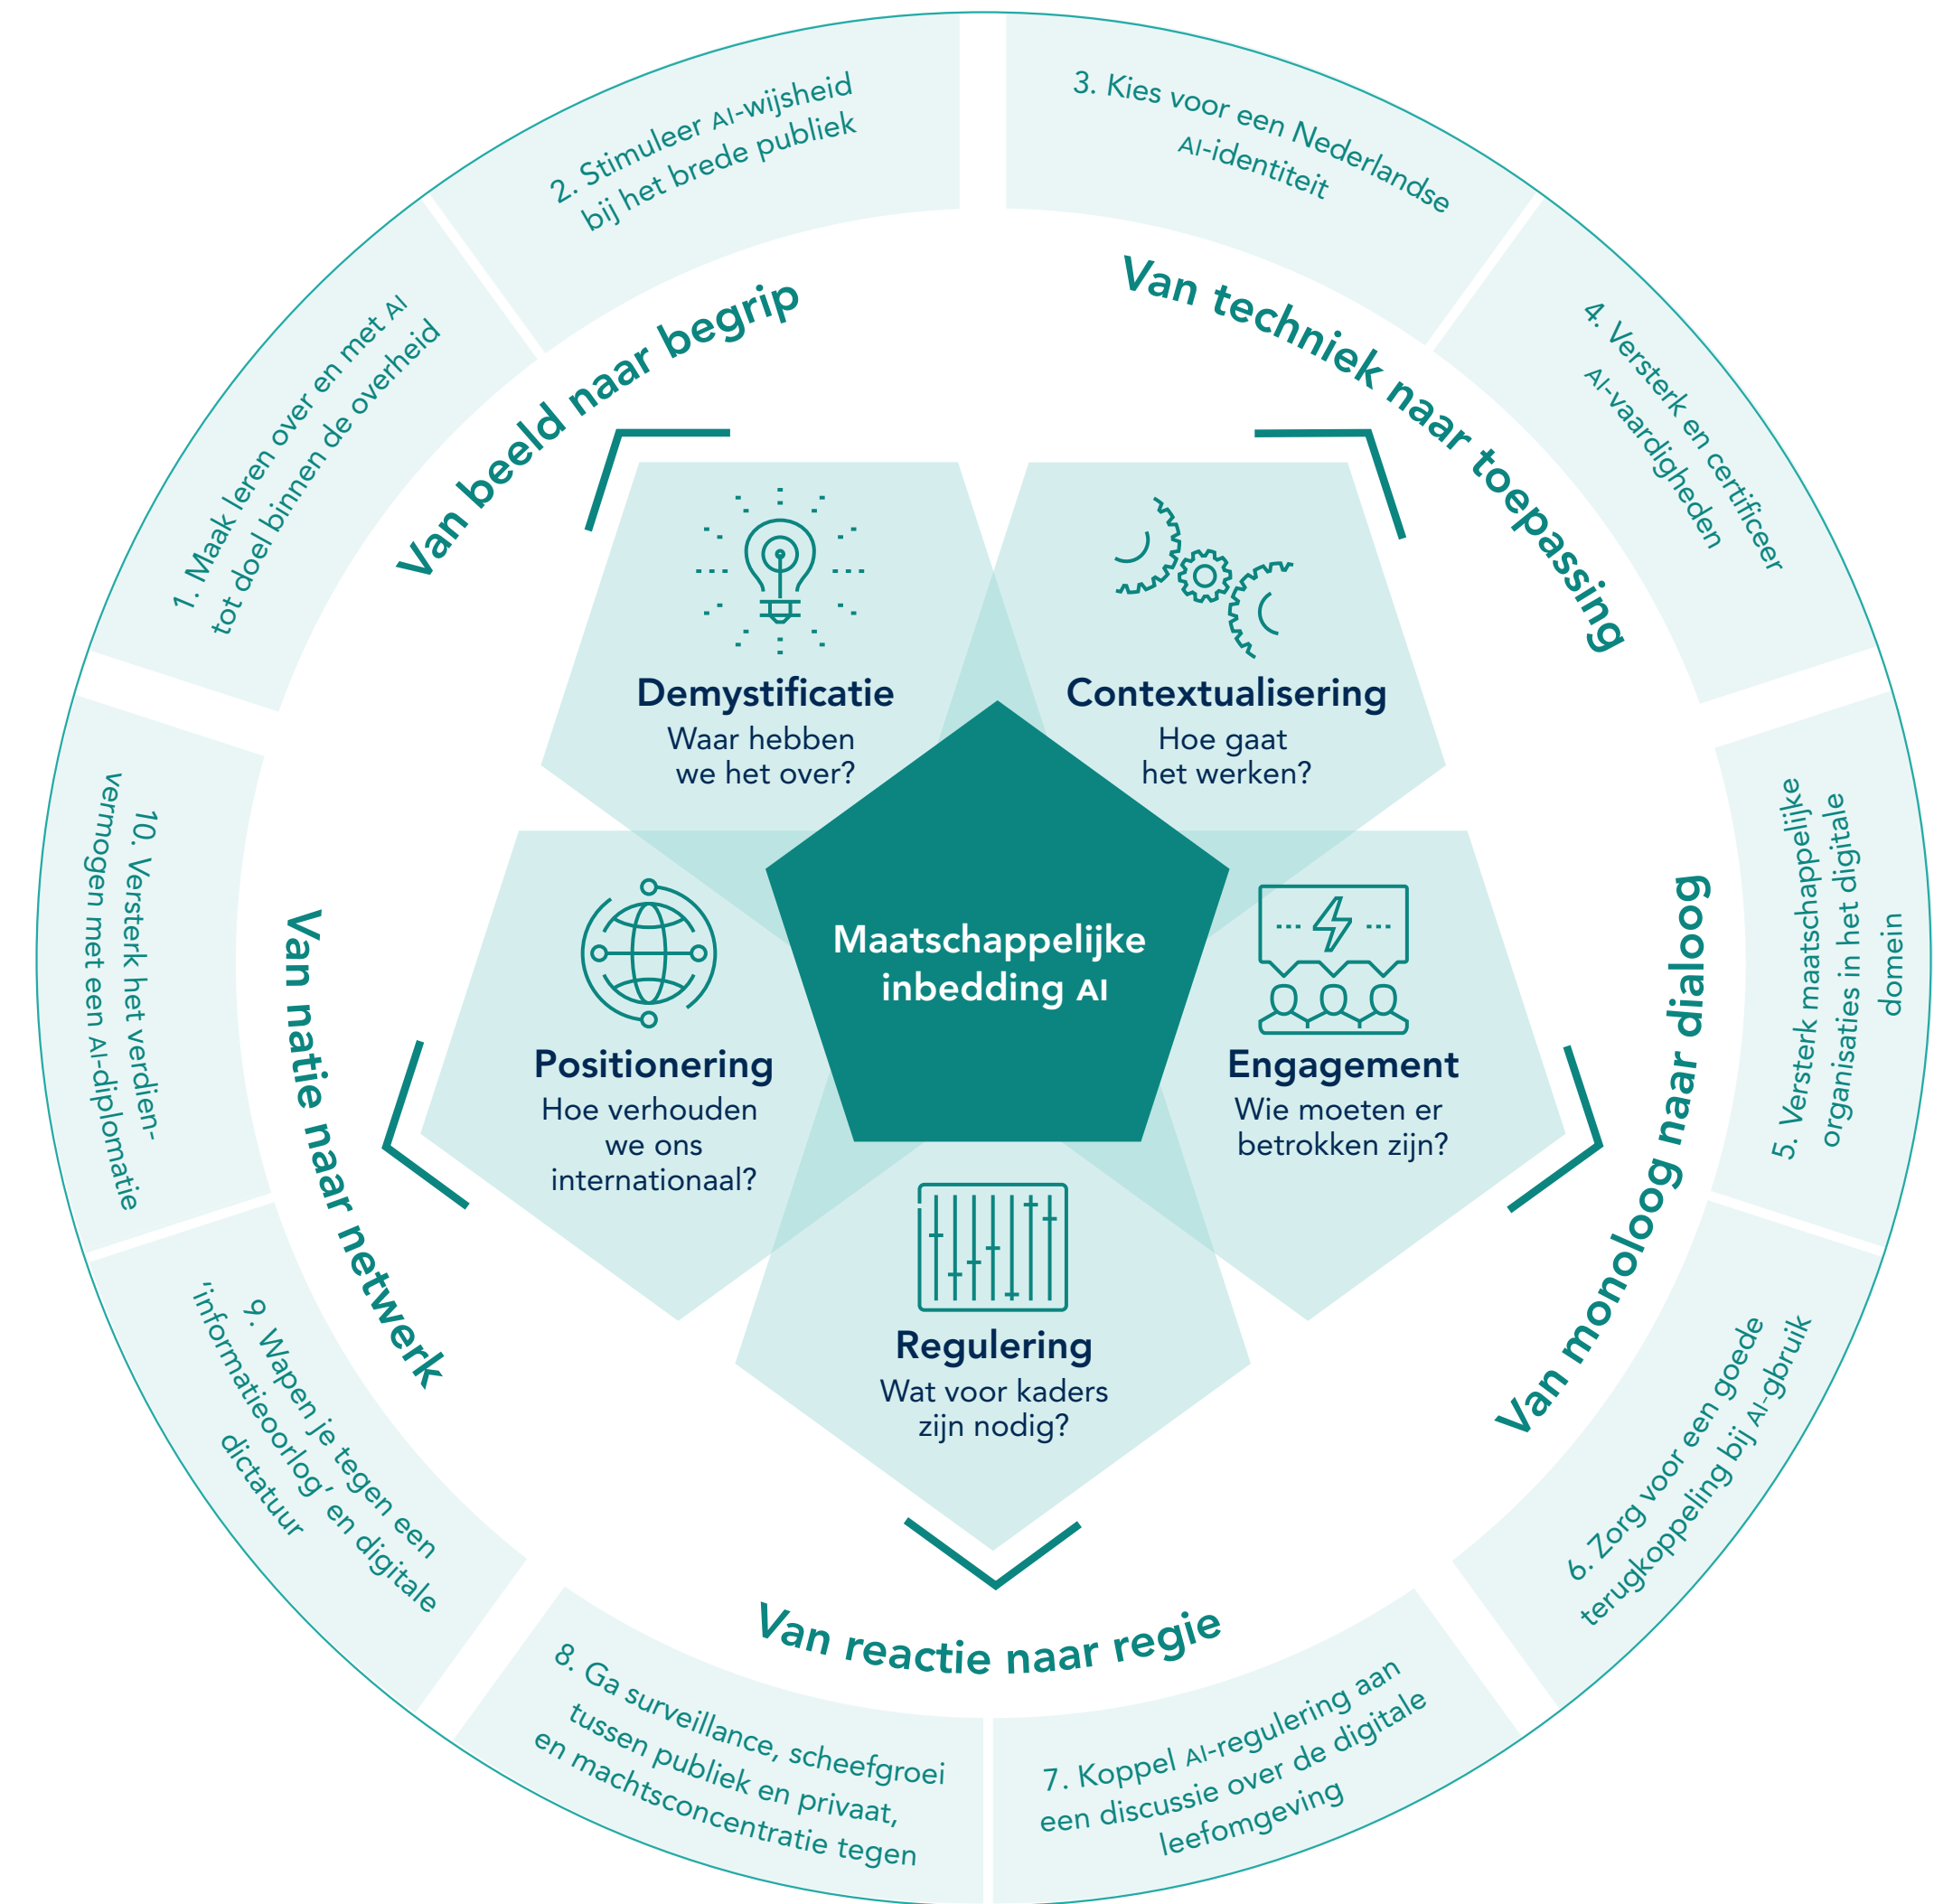 1. Maak leren over en met AI
tot doel binnen de overheid
2. Stimuleer AI-wijsheid
bij het brede publiek
3. Kies voor een Nederlandse
AI-identiteit
4. Versterk en certificeer
AI-vaardigheden
5. Versterk maatschappelijke
organisaties in het digitale
domein
6. Zorg voor een goede
terugkoppeling bij AI-gbruik
7. Koppel AI-regulering aan
een discussie over de digitale
leefomgeving
8. Ga surveillance, scheefgroei
tussen publiek en privaat,
en machtsconcentratie tegen
9. Wapen je tegen een
‘informatieoorlog’ en digitale
dictatuur
10. Versterk het verdien-
vermogen met een AI-diplomatie
Van beeld naar begrip
Van techniek naar toepassing
Van monoloog naar dialoog
Van reactie naar regie
Van natie naar netwerk
Demystificatie
Waar hebben
we het over?
Contextualisering
Hoe gaat
het werken?
Engagement
Wie moeten er
betrokken zijn?
Regulering
Wat voor kaders
zijn nodig?
Positionering
Hoe verhouden
we ons
internationaal?
Maatschappelijke
inbedding AI